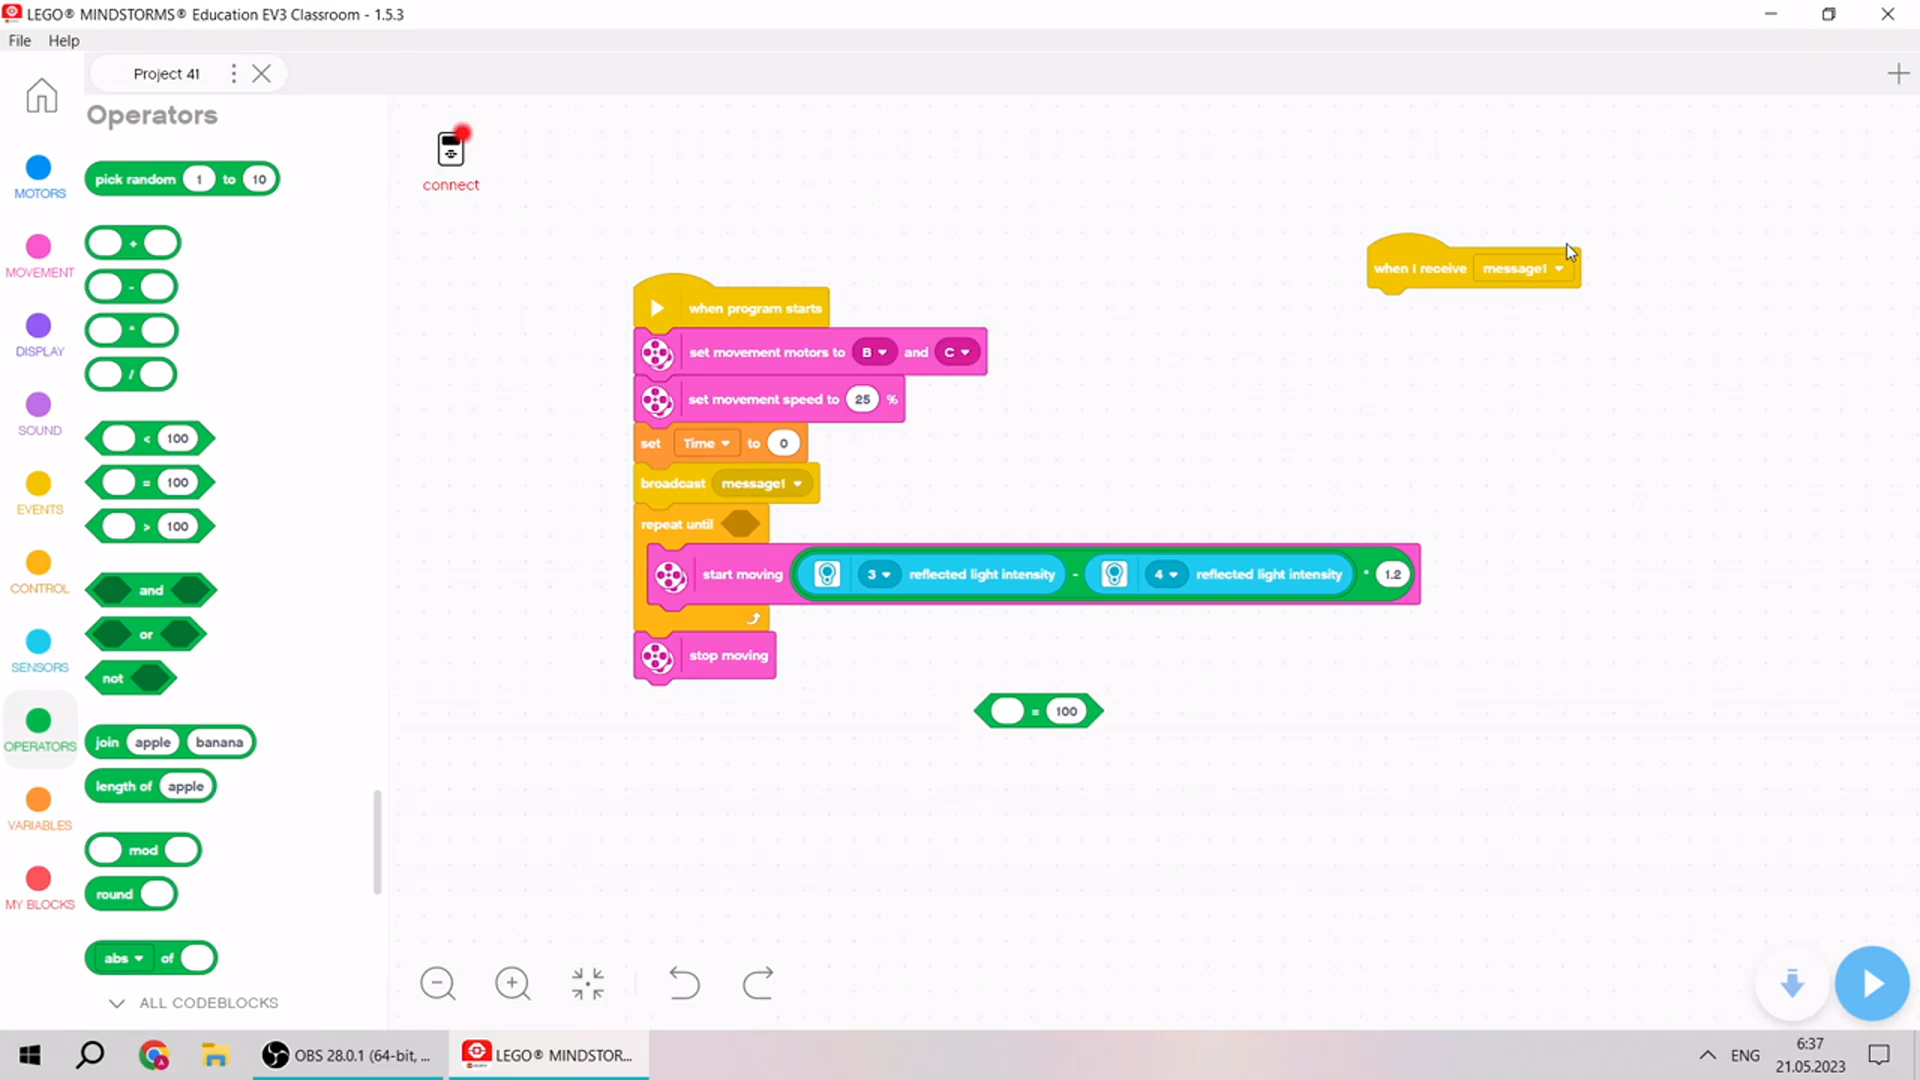 LEGO® MINDSTORMS® Education EV3 Classroom - 1.5.3
File Help
Project 41
Operators
MOTORS
MOVEMENT
DISPLAY
SOUND
EVENTS
CONTROL
SENSORS
OPERATORS
VARIABLES
MY BLOCKS
pick random 1 to 10
+
-
*
/
< 100
= 100
> 100
and
or
not
join apple banana
length of apple
mod
round
abs of
ALL CODEBLOCKS
connect
when program starts
set movement motors to B and C
set movement speed to 25 %
set Time to 0
broadcast message1
repeat until
start moving 3 reflected light intensity - 4 reflected light intensity * 1.2
stop moving
= 100
when I receive message1
OBS 28.0.1 (64-bit, ...
LEGO® MINDSTOR...
ENG
6:37
21.05.2023